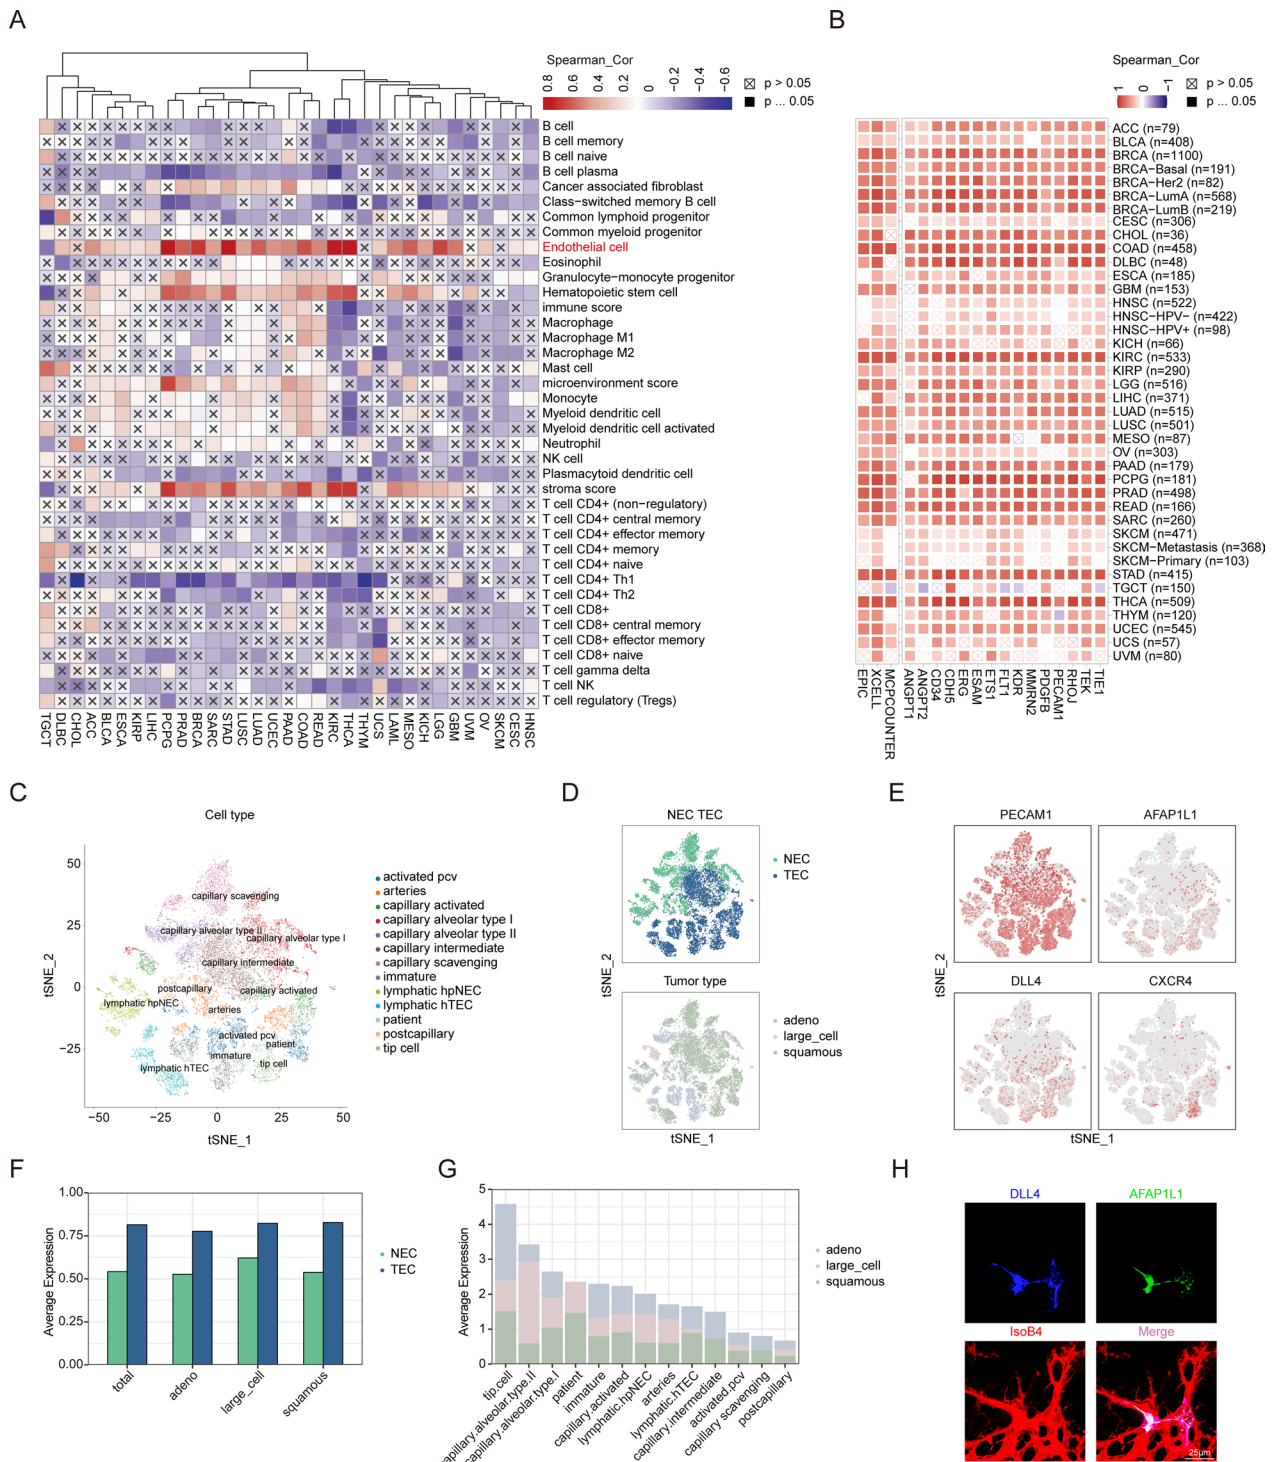 A
Spearman_Cor
0.8 0.6 0.4 0.2 0 −0.2 −0.4 −0.6
p > 0.05
p ... 0.05
B cell
B cell memory
B cell naive
B cell plasma
Cancer associated fibroblast
Class−switched memory B cell
Common lymphoid progenitor
Common myeloid progenitor
Endothelial cell
Eosinophil
Granulocyte−monocyte progenitor
Hematopoietic stem cell
immune score
Macrophage
Macrophage M1
Macrophage M2
Mast cell
microenvironment score
Monocyte
Myeloid dendritic cell
Myeloid dendritic cell activated
Neutrophil
NK cell
Plasmacytoid dendritic cell
stroma score
T cell CD4+ (non−regulatory)
T cell CD4+ central memory
T cell CD4+ effector memory
T cell CD4+ memory
T cell CD4+ naive
T cell CD4+ Th1
T cell CD4+ Th2
T cell CD8+
T cell CD8+ central memory
T cell CD8+ effector memory
T cell CD8+ naive
T cell gamma delta
T cell NK
T cell regulatory (Tregs)
TGCT DLBC CHOL ACC BLCA ESCA KIRP LIHC PCPG PRAD BRCA SARC STAD LUSC LUAD UCEC PAAD COAD READ KIRC THCA THYM UCS LAML MESO KICH LGG GBM UVM OV SKCM CESC HNSC
B
Spearman_Cor
1 0 −1
p > 0.05
p ... 0.05
ACC (n=79)
BLCA (n=408)
BRCA (n=1100)
BRCA−Basal (n=191)
BRCA−Her2 (n=82)
BRCA−LumA (n=568)
BRCA−LumB (n=219)
CESC (n=306)
CHOL (n=36)
COAD (n=458)
DLBC (n=48)
ESCA (n=185)
GBM (n=153)
HNSC (n=522)
HNSC−HPV− (n=422)
HNSC−HPV+ (n=98)
KICH (n=66)
KIRC (n=533)
KIRP (n=290)
LGG (n=516)
LIHC (n=371)
LUAD (n=515)
LUSC (n=501)
MESO (n=87)
OV (n=303)
PAAD (n=179)
PCPG (n=181)
PRAD (n=498)
READ (n=166)
SARC (n=260)
SKCM (n=471)
SKCM−Metastasis (n=368)
SKCM−Primary (n=103)
STAD (n=415)
TGCT (n=150)
THCA (n=509)
THYM (n=120)
UCEC (n=545)
UCS (n=57)
UVM (n=80)
EPIC XCELL MCPCOUNTER ANGPT1 ANGPT2 CD34 CDH5 ERG ESAM ETS1 FLT1 KDR MMRN2 PDGFB PECAM1 RHOJ TEK TIE1
C
Cell type
tSNE_2
50
25
0
−25
−50 −25 0 25 50
tSNE_1
capillary scavenging
capillary alveolar type II
capillary alveolar type I
capillary intermediate
postcapillary
capillary activated
lymphatic hpNEC
arteries
activated pcv
patient
immature
tip cell
lymphatic hTEC
activated pcv
arteries
capillary activated
capillary alveolar type I
capillary alveolar type II
capillary intermediate
capillary scavenging
immature
lymphatic hpNEC
lymphatic hTEC
patient
postcapillary
tip cell
D
NEC TEC
NEC
TEC
tSNE_2
Tumor type
adeno
large_cell
squamous
tSNE_1
E
PECAM1
AFAP1L1
tSNE_2
DLL4
CXCR4
tSNE_1
F
Average Expression
1.00
0.75
0.50
0.25
0.00
total adeno large_cell squamous
NEC
TEC
G
Average Expression
5
4
3
2
1
0
tip.cell capillary.alveolar.type.II capillary.alveolar.type.I patient immature capillary.activated lymphatic.hpNEC arteries lymphatic.hTEC capillary.intermediate activated.pcv capillary scavenging postcapillary
adeno
large_cell
squamous
H
DLL4
AFAP1L1
IsoB4
Merge
25μm